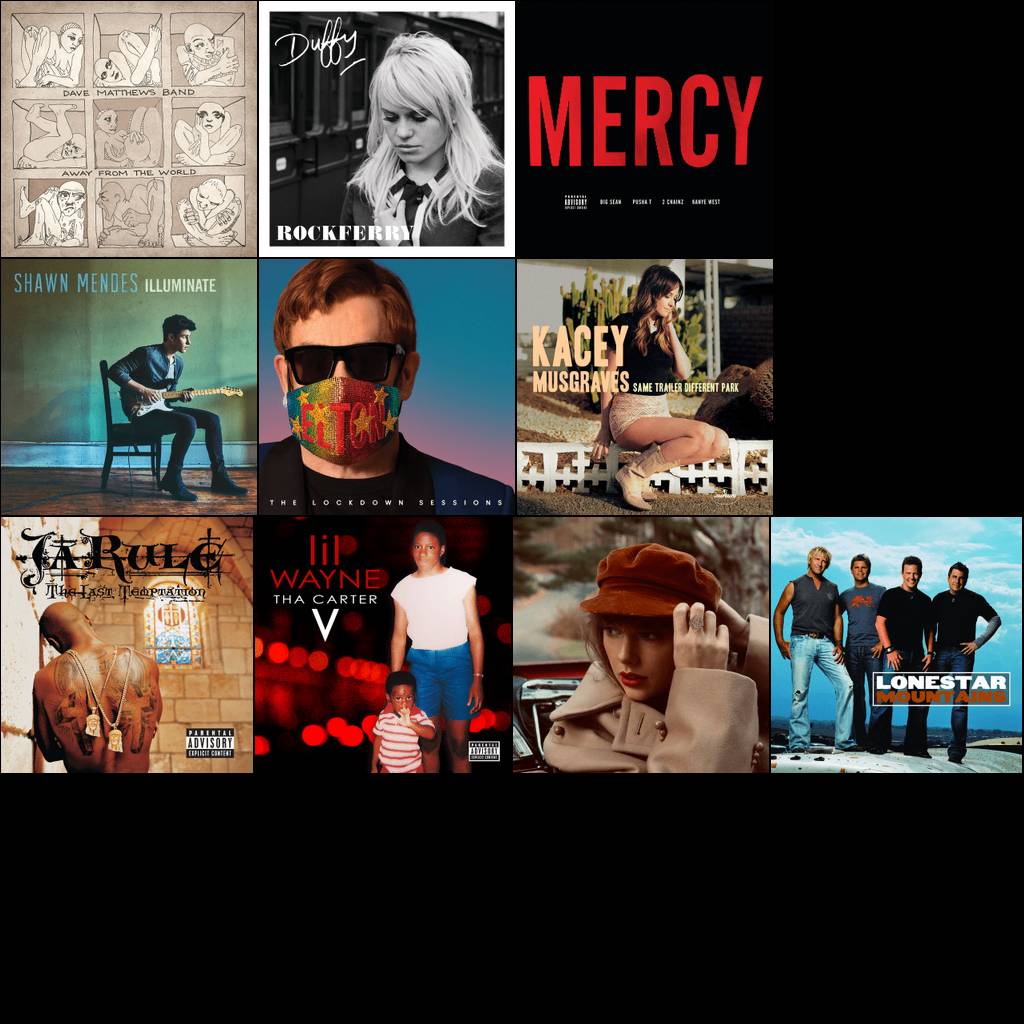 DAVE MATTHEWS BAND
AWAY FROM THE WORLD
Duffy
ROCKFERRY
MERCY
PARENTAL
ADVISORY
EXPLICIT CONTENT
BIG SEAN PUSHA T 2 CHAINZ KANYE WEST
SHAWN MENDES ILLUMINATE
ELTON
THE LOCKDOWN SESSIONS
KACEY
MUSGRAVES SAME TRAILER DIFFERENT PARK
JA RULE
The Last Temptation
PARENTAL
ADVISORY
EXPLICIT CONTENT
lil
WAYNE
THA CARTER
V
PARENTAL
ADVISORY
EXPLICIT CONTENT
LONESTAR
MOUNTAINS